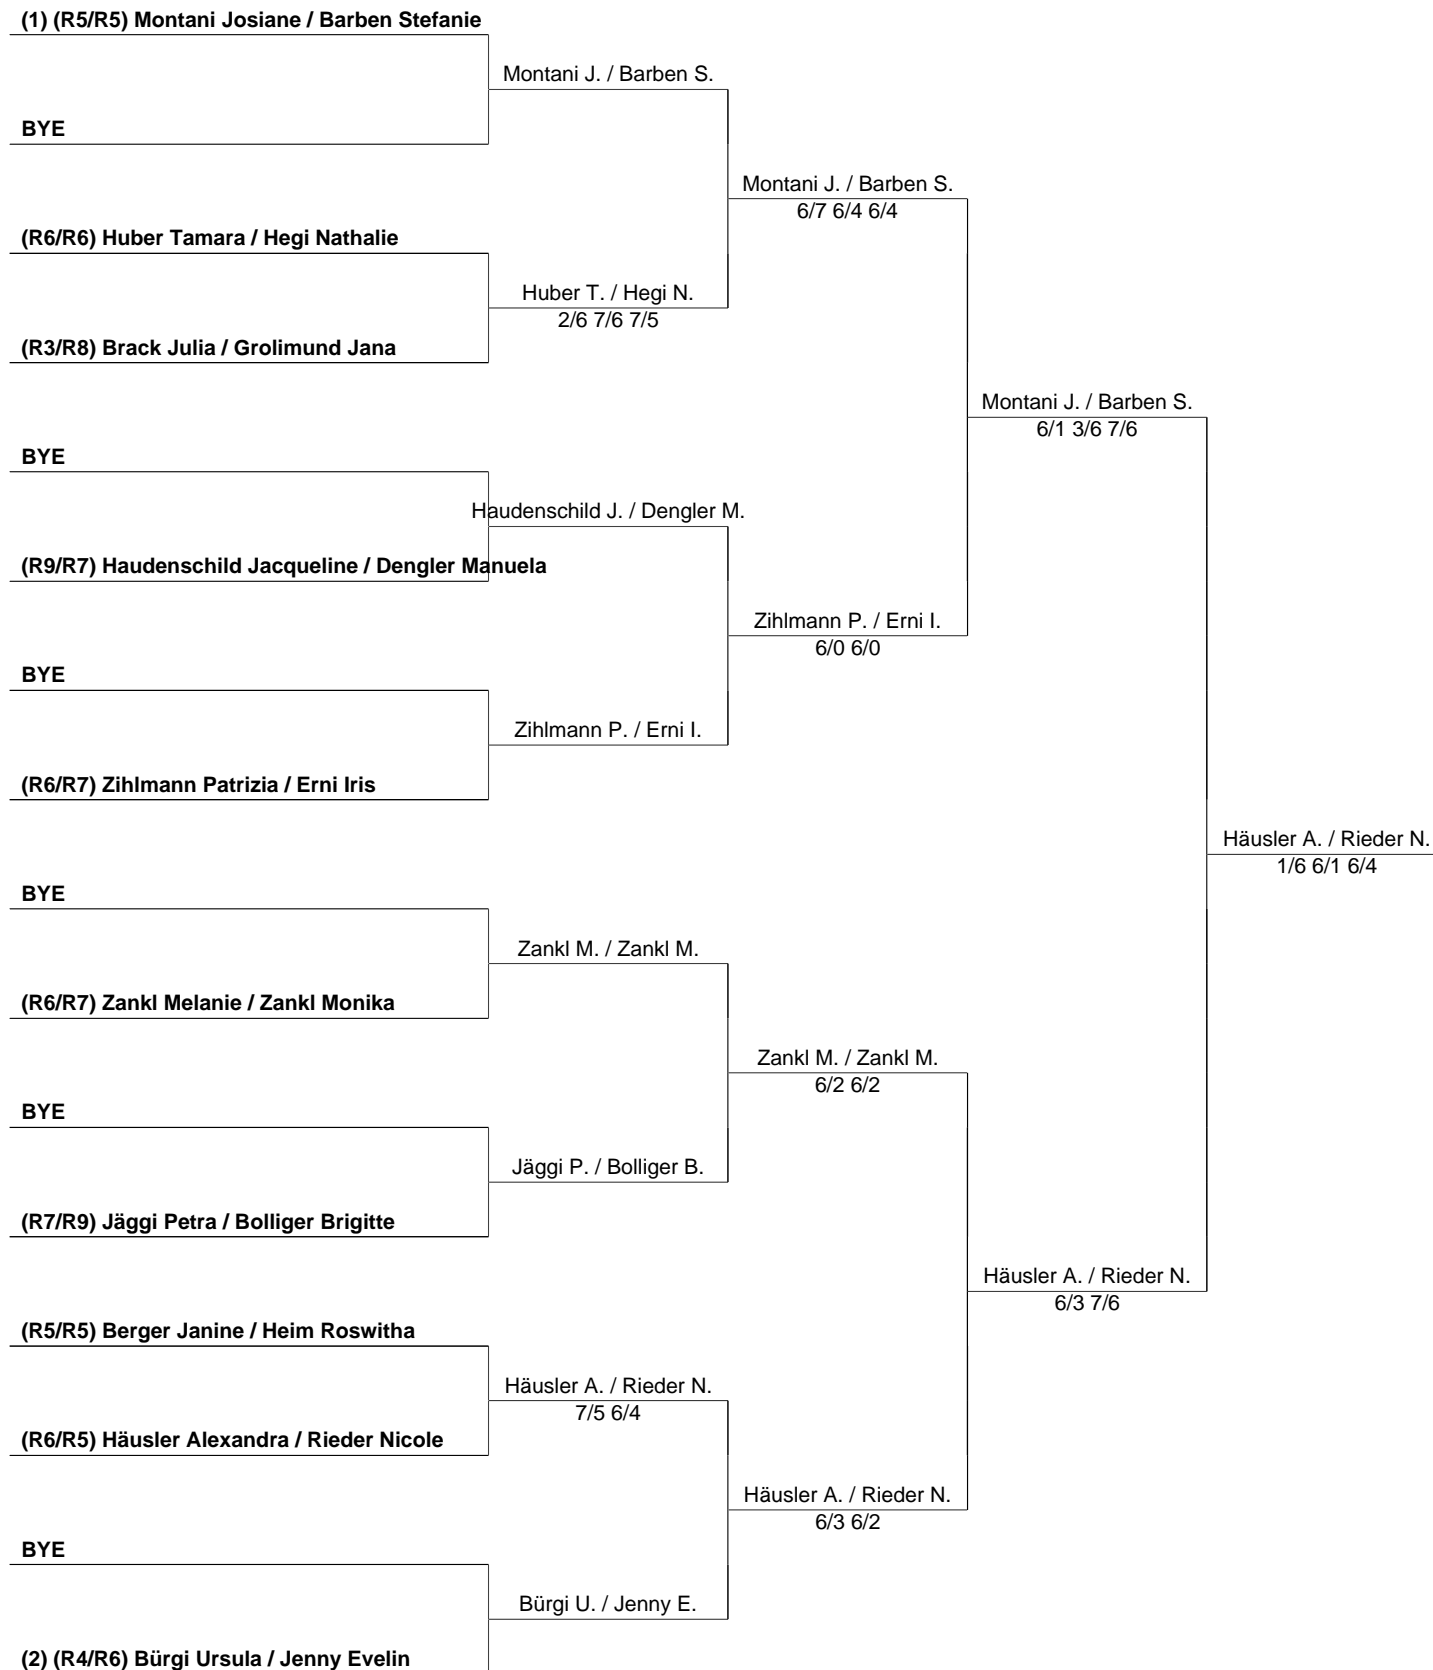 (1) (R5/R5) Montani Josiane / Barben Stefanie
Montani J. / Barben S.
BYE
Montani J. / Barben S.
6/7 6/4 6/4
(R6/R6) Huber Tamara / Hegi Nathalie
Huber T. / Hegi N.
2/6 7/6 7/5
(R3/R8) Brack Julia / Grolimund Jana
Montani J. / Barben S.
6/1 3/6 7/6
BYE
Haudenschild J. / Dengler M.
(R9/R7) Haudenschild Jacqueline / Dengler Manuela
Zihlmann P. / Erni I.
6/0 6/0
BYE
Zihlmann P. / Erni I.
(R6/R7) Zihlmann Patrizia / Erni Iris
Häusler A. / Rieder N.
1/6 6/1 6/4
BYE
Zankl M. / Zankl M.
(R6/R7) Zankl Melanie / Zankl Monika
Zankl M. / Zankl M.
6/2 6/2
BYE
Jäggi P. / Bolliger B.
(R7/R9) Jäggi Petra / Bolliger Brigitte
Häusler A. / Rieder N.
6/3 7/6
(R5/R5) Berger Janine / Heim Roswitha
Häusler A. / Rieder N.
7/5 6/4
(R6/R5) Häusler Alexandra / Rieder Nicole
Häusler A. / Rieder N.
6/3 6/2
BYE
Bürgi U. / Jenny E.
(2) (R4/R6) Bürgi Ursula / Jenny Evelin